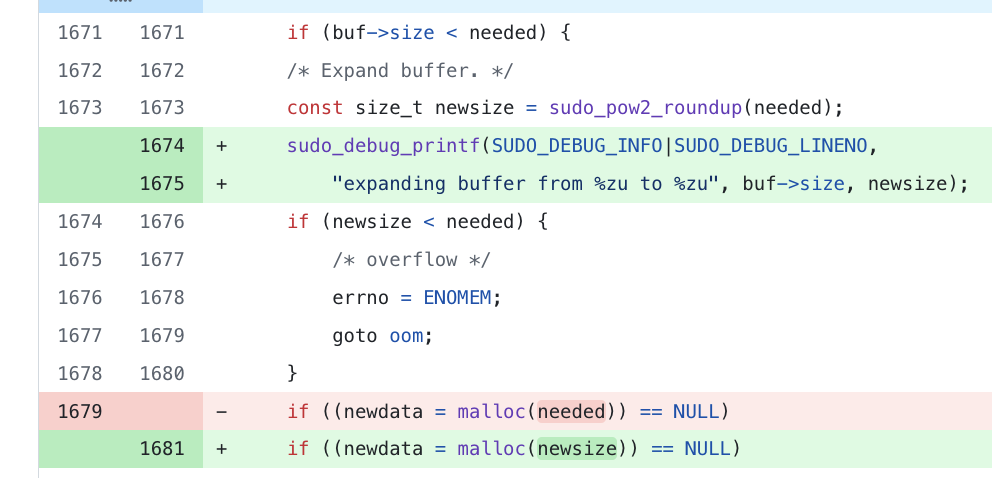 1671 1671 if (buf->size < needed) {
1672 1672 /* Expand buffer. */
1673 1673 const size_t newsize = sudo_pow2_roundup(needed);
1674 + sudo_debug_printf(SUDO_DEBUG_INFO|SUDO_DEBUG_LINENO,
1675 + "expanding buffer from %zu to %zu", buf->size, newsize);
1674 1676 if (newsize < needed) {
1675 1677 /* overflow */
1676 1678 errno = ENOMEM;
1677 1679 goto oom;
1678 1680 }
1679 - if ((newdata = malloc(needed)) == NULL)
1681 + if ((newdata = malloc(newsize)) == NULL)